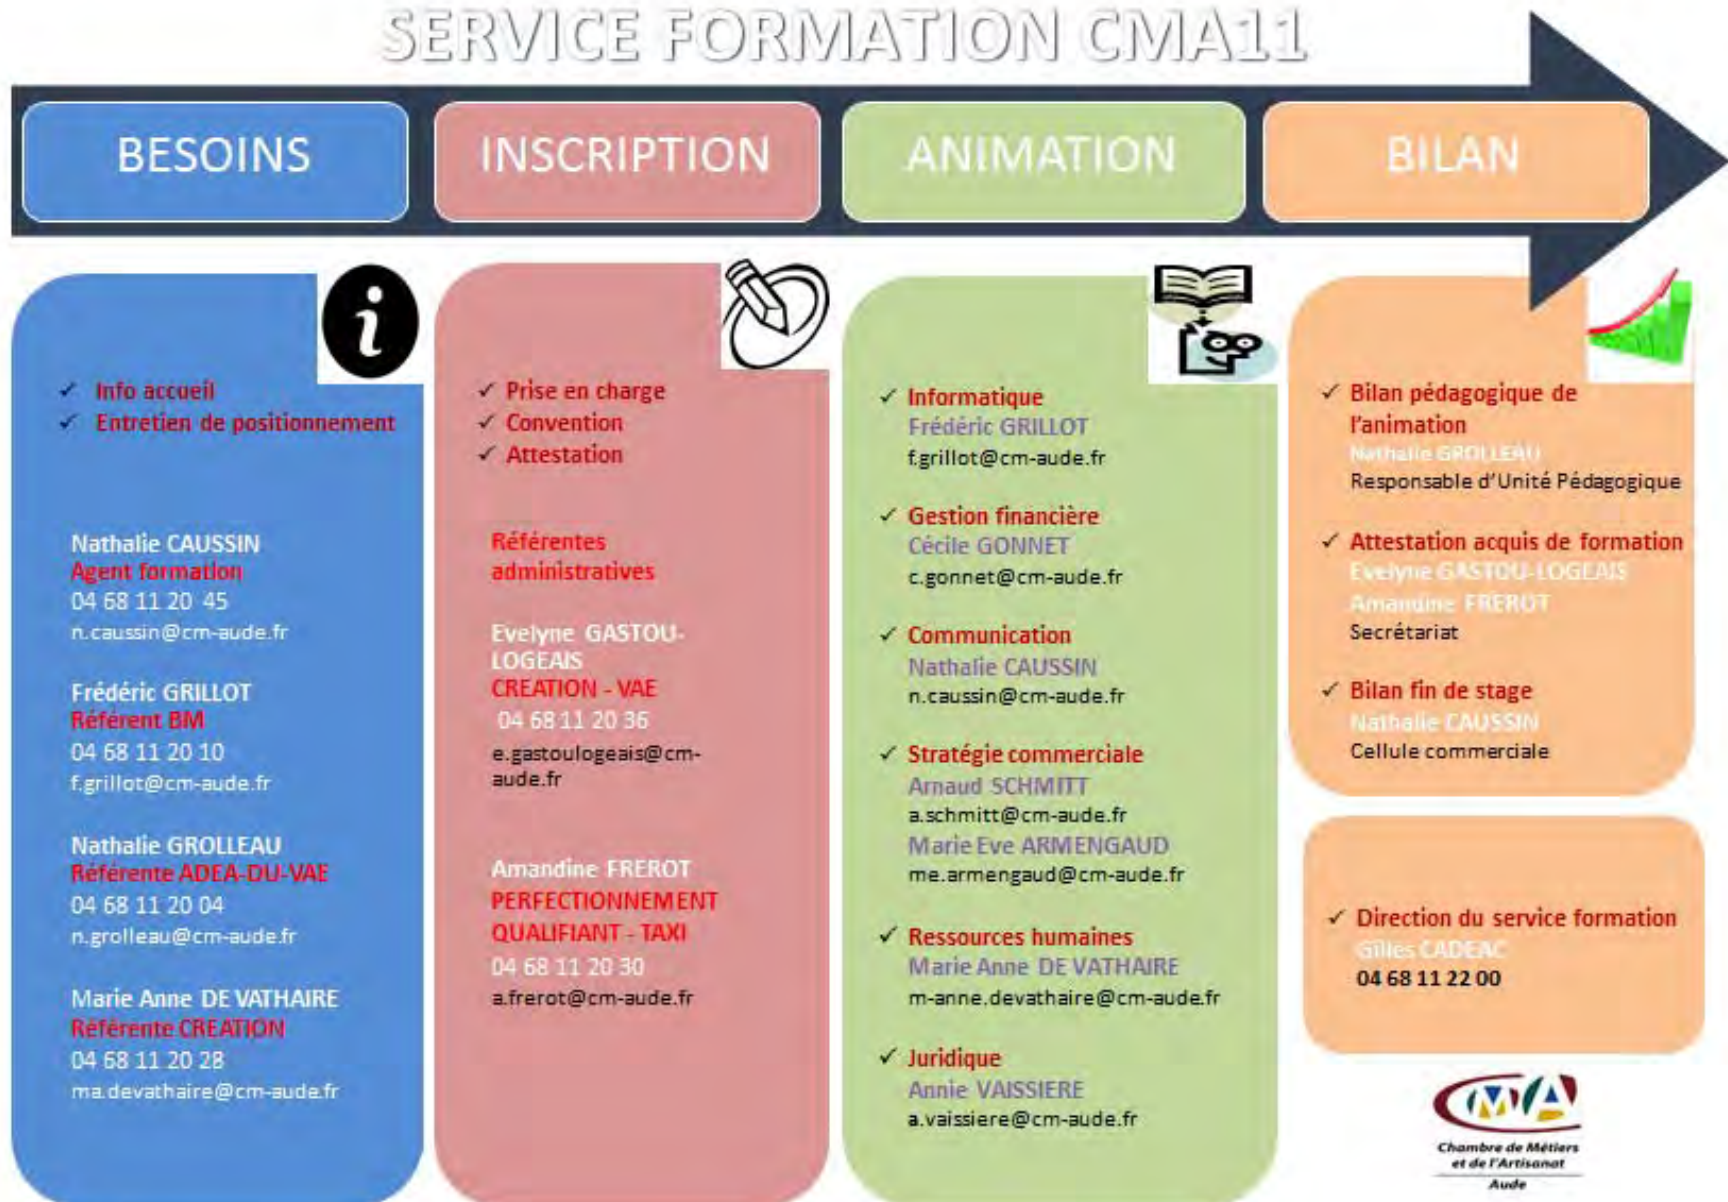 SERVICE FORMATION CMA11
BESOINS
INSCRIPTION
ANIMATION
BILAN
✓ Info accueil
✓ Entretien de positionnement
Nathalie CAUSSIN
Agent formation
04 68 11 20 45
n.caussin@cm-aude.fr
Frédéric GRILLOT
Référent BM
04 68 11 20 10
f.grillot@cm-aude.fr
Nathalie GROLLEAU
Référente ADEA-DU-VAE
04 68 11 20 04
n.grolleau@cm-aude.fr
Marie Anne DE VATHAIRE
Référente CREATION
04 68 11 20 28
ma.devathaire@cm-aude.fr
✓ Prise en charge
✓ Convention
✓ Attestation
Référentes
administratives
Evelyne GASTOU-
LOGEAIS
CREATION - VAE
04 68 11 20 36
e.gastoulogeais@cm-
aude.fr
Amandine FREROT
PERFECTIONNEMENT
QUALIFIANT - TAXI
04 68 11 20 30
a.frerot@cm-aude.fr
✓ Informatique
Frédéric GRILLOT
f.grillot@cm-aude.fr
✓ Gestion financière
Cécile GONNET
c.gonnet@cm-aude.fr
✓ Communication
Nathalie CAUSSIN
n.caussin@cm-aude.fr
✓ Stratégie commerciale
Arnaud SCHMITT
a.schmitt@cm-aude.fr
Marie Eve ARMENGAUD
me.armengaud@cm-aude.fr
✓ Ressources humaines
Marie Anne DE VATHAIRE
m-anne.devathaire@cm-aude.fr
✓ Juridique
Annie VAISSIERE
a.vaissiere@cm-aude.fr
✓ Bilan pédagogique de
l'animation
Nathalie GROLLEAU
Responsable d'Unité Pédagogique
✓ Attestation acquis de formation
Evelyne GASTOU-LOGEAIS
Amandine FREROT
Secrétariat
✓ Bilan fin de stage
Nathalie CAUSSIN
Cellule commerciale
✓ Direction du service formation
Gilles CADEAC
04 68 11 22 00
CMA
Chambre de Métiers
et de l'Artisanat
Aude